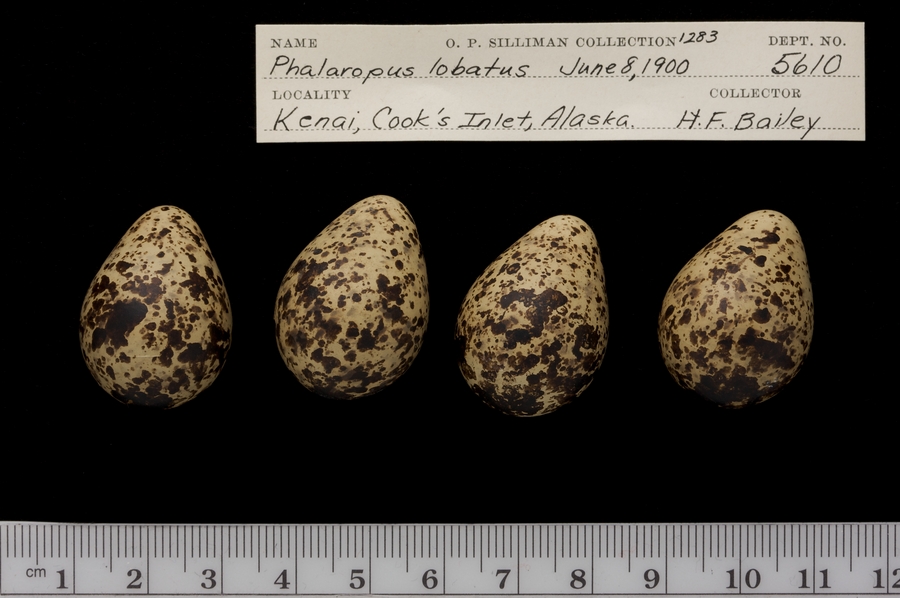 NAME O. P. SILLIMAN COLLECTION 1283 DEPT. NO.
Phalaropus lobatus June 8, 1900 5610
LOCALITY COLLECTOR
Kenai, Cook's Inlet, Alaska. H.F. Bailey
cm 1 2 3 4 5 6 7 8 9 10 11 12